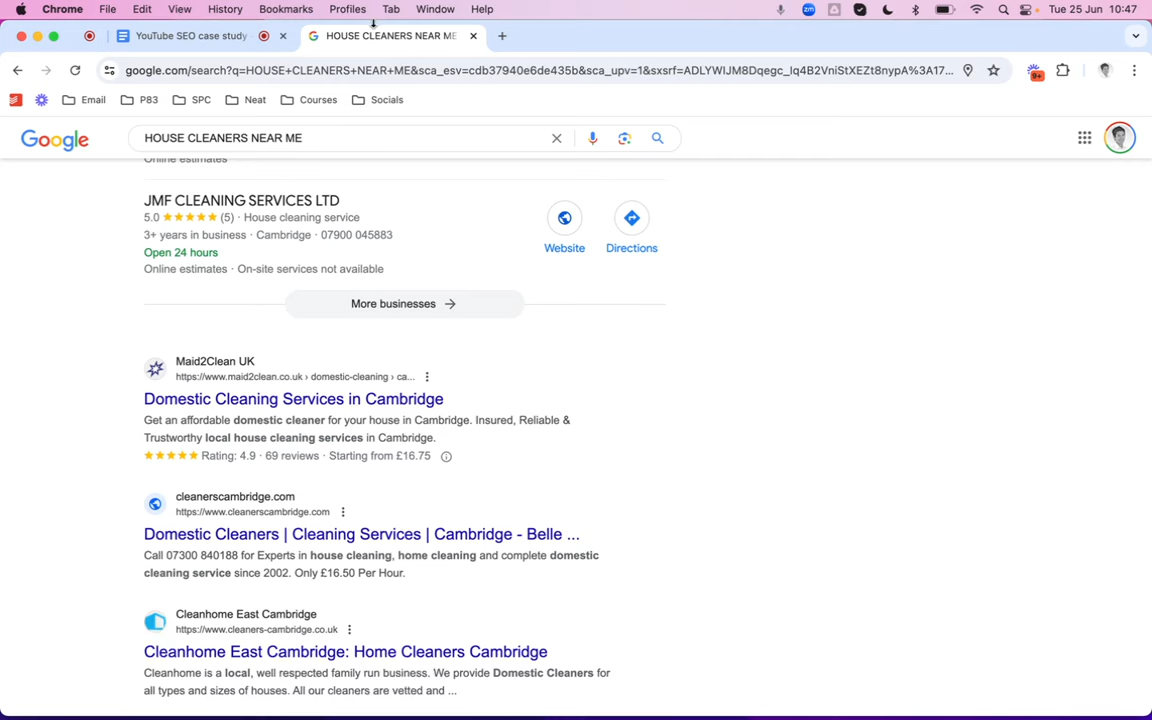 Chrome File Edit View History Bookmarks Profiles Tab Window Help zm Tue 25 Jun 10:47
YouTube SEO case study HOUSE CLEANERS NEAR ME
google.com/search?q=HOUSE+CLEANERS+NEAR+ME&sca_esv=cdb37940e6de435b&sca_upv=1&sxsrf=ADLYWIJM8Dqegc_lq4B2VniStXEZt8nypA%3A17... 9+
Email P83 SPC Neat Courses Socials
Google HOUSE CLEANERS NEAR ME
Online estimates
JMF CLEANING SERVICES LTD
5.0 (5) · House cleaning service
3+ years in business · Cambridge · 07900 045883
Website Directions
Open 24 hours
Online estimates · On-site services not available
More businesses
Maid2Clean UK
https://www.maid2clean.co.uk › domestic-cleaning › ca...
Domestic Cleaning Services in Cambridge
Get an affordable domestic cleaner for your house in Cambridge. Insured, Reliable &
Trustworthy local house cleaning services in Cambridge.
Rating: 4.9 · 69 reviews · Starting from £16.75
cleanerscambridge.com
https://www.cleanerscambridge.com
Domestic Cleaners | Cleaning Services | Cambridge - Belle ...
Call 07300 840188 for Experts in house cleaning, home cleaning and complete domestic
cleaning service since 2002. Only £16.50 Per Hour.
Cleanhome East Cambridge
https://www.cleaners-cambridge.co.uk
Cleanhome East Cambridge: Home Cleaners Cambridge
Cleanhome is a local, well respected family run business. We provide Domestic Cleaners for
all types and sizes of houses. All our cleaners are vetted and ...